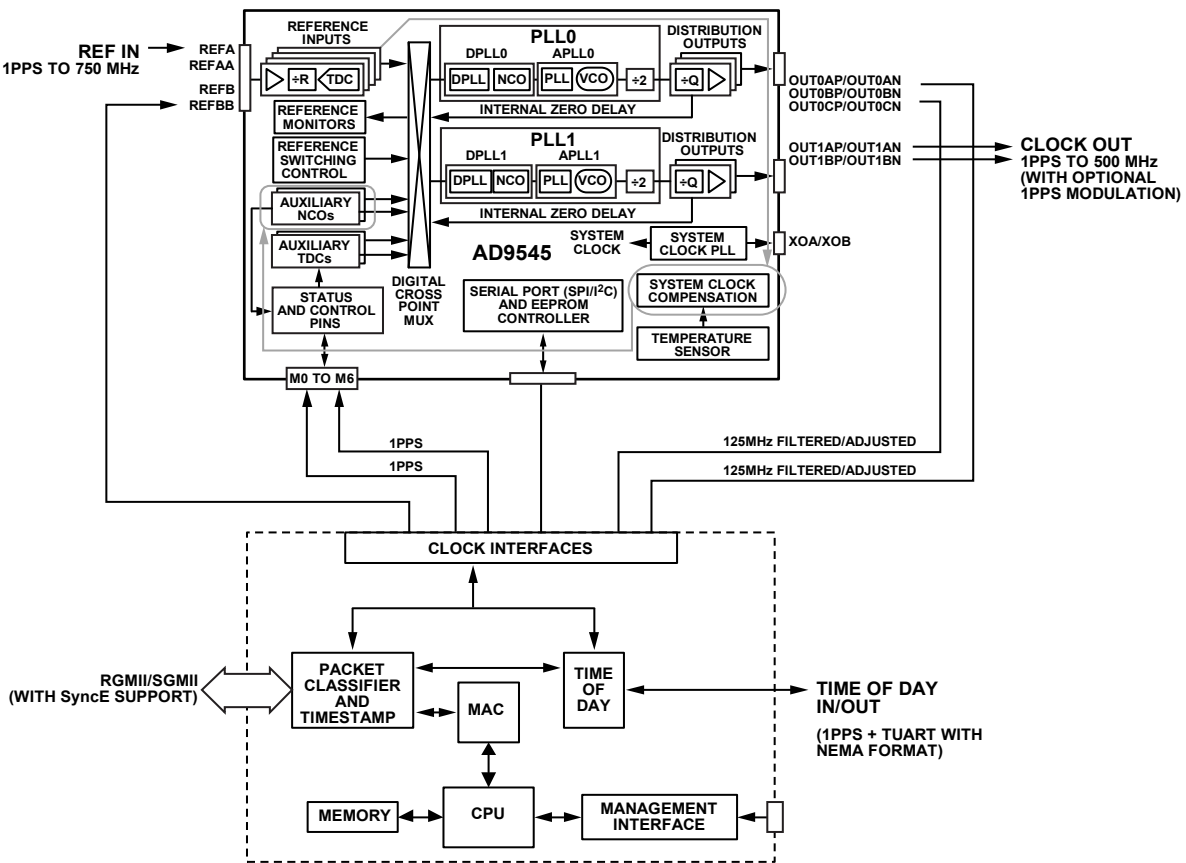 REF IN
1PPS TO 750 MHz
REFA
REFAA
REFB
REFBB
REFERENCE
INPUTS
÷R
TDC
REFERENCE
MONITORS
REFERENCE
SWITCHING
CONTROL
AUXILIARY
NCOs
AUXILIARY
TDCs
STATUS
AND CONTROL
PINS
M0 TO M6
DIGITAL
CROSS
POINT
MUX
PLL0
DPLL0
APLL0
DPLL
NCO
PLL
VCO
÷2
DISTRIBUTION
OUTPUTS
÷Q
INTERNAL ZERO DELAY
PLL1
DPLL1
APLL1
DPLL
NCO
PLL
VCO
÷2
DISTRIBUTION
OUTPUTS
÷Q
INTERNAL ZERO DELAY
AD9545
SYSTEM
CLOCK
SYSTEM
CLOCK PLL
XOA/XOB
SERIAL PORT (SPI/I²C)
AND EEPROM
CONTROLLER
SYSTEM CLOCK
COMPENSATION
TEMPERATURE
SENSOR
OUT0AP/OUT0AN
OUT0BP/OUT0BN
OUT0CP/OUT0CN
OUT1AP/OUT1AN
OUT1BP/OUT1BN
CLOCK OUT
1PPS TO 500 MHz
(WITH OPTIONAL
1PPS MODULATION)
1PPS
1PPS
125MHz FILTERED/ADJUSTED
125MHz FILTERED/ADJUSTED
CLOCK INTERFACES
RGMII/SGMII
(WITH SyncE SUPPORT)
PACKET
CLASSIFIER
AND
TIMESTAMP
MAC
TIME
OF
DAY
TIME OF DAY
IN/OUT
(1PPS + TUART WITH
NEMA FORMAT)
MEMORY
CPU
MANAGEMENT
INTERFACE